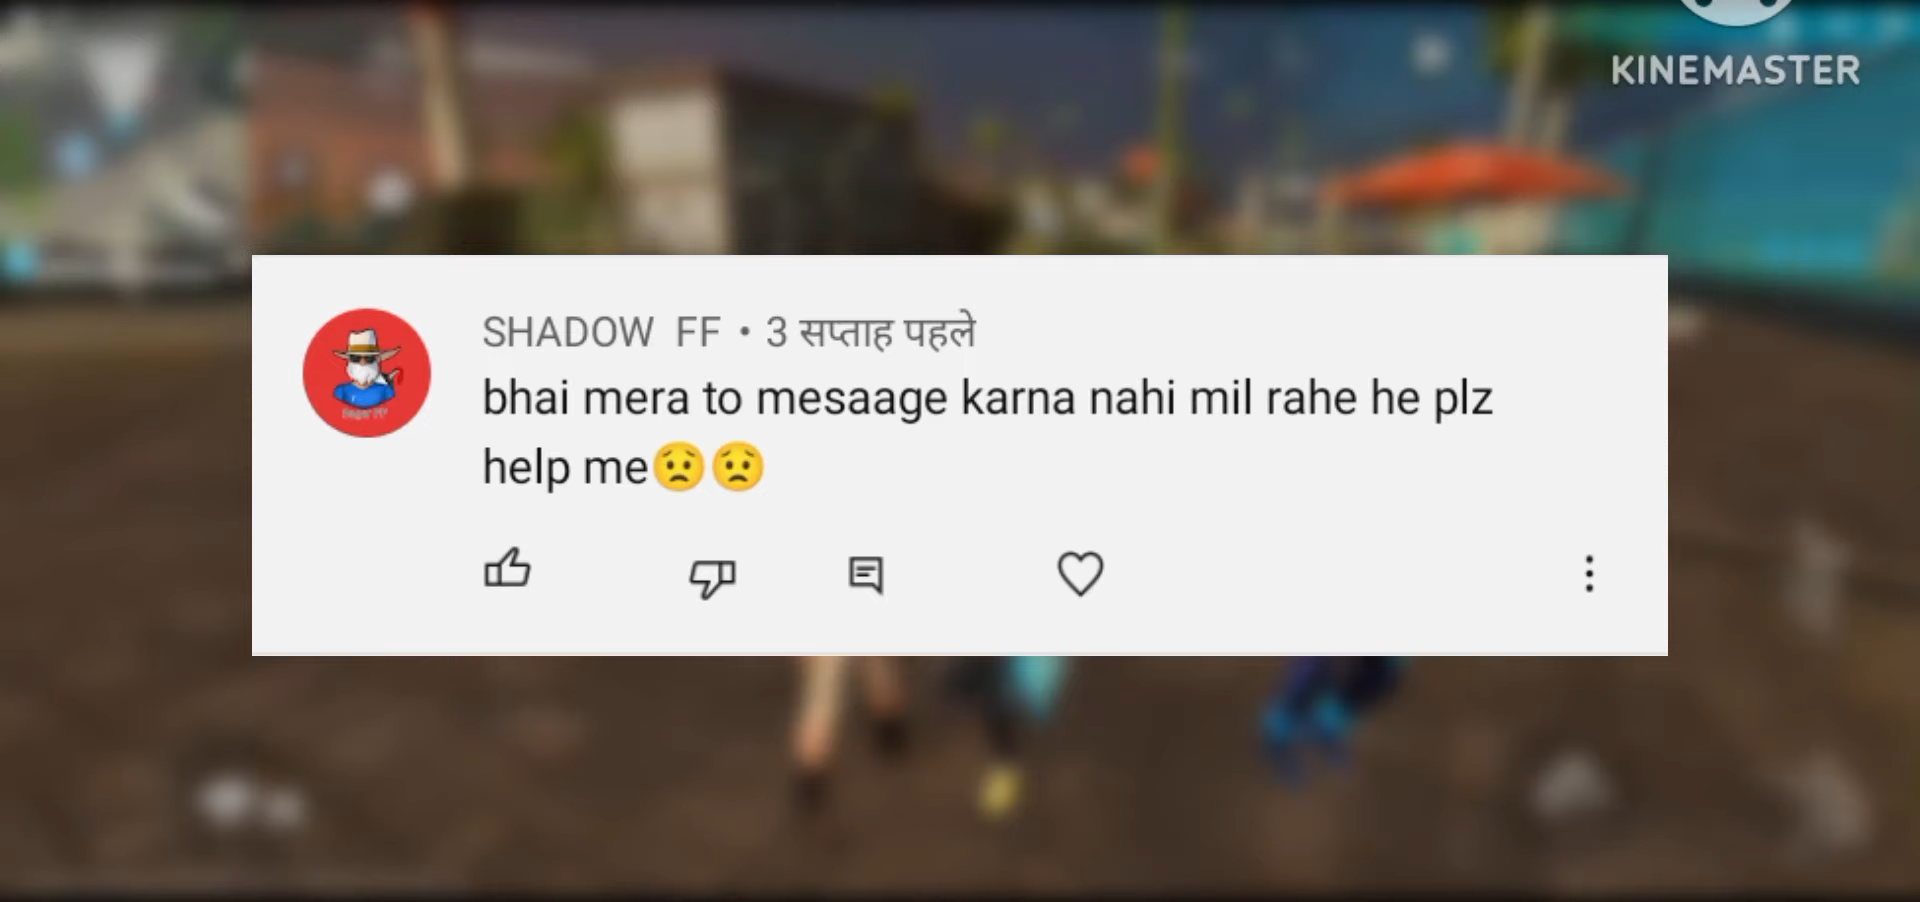 KINEMASTER
SHADOW FF • 3 सप्ताह पहले
bhai mera to mesaage karna nahi mil rahe he plz
help me😟😟